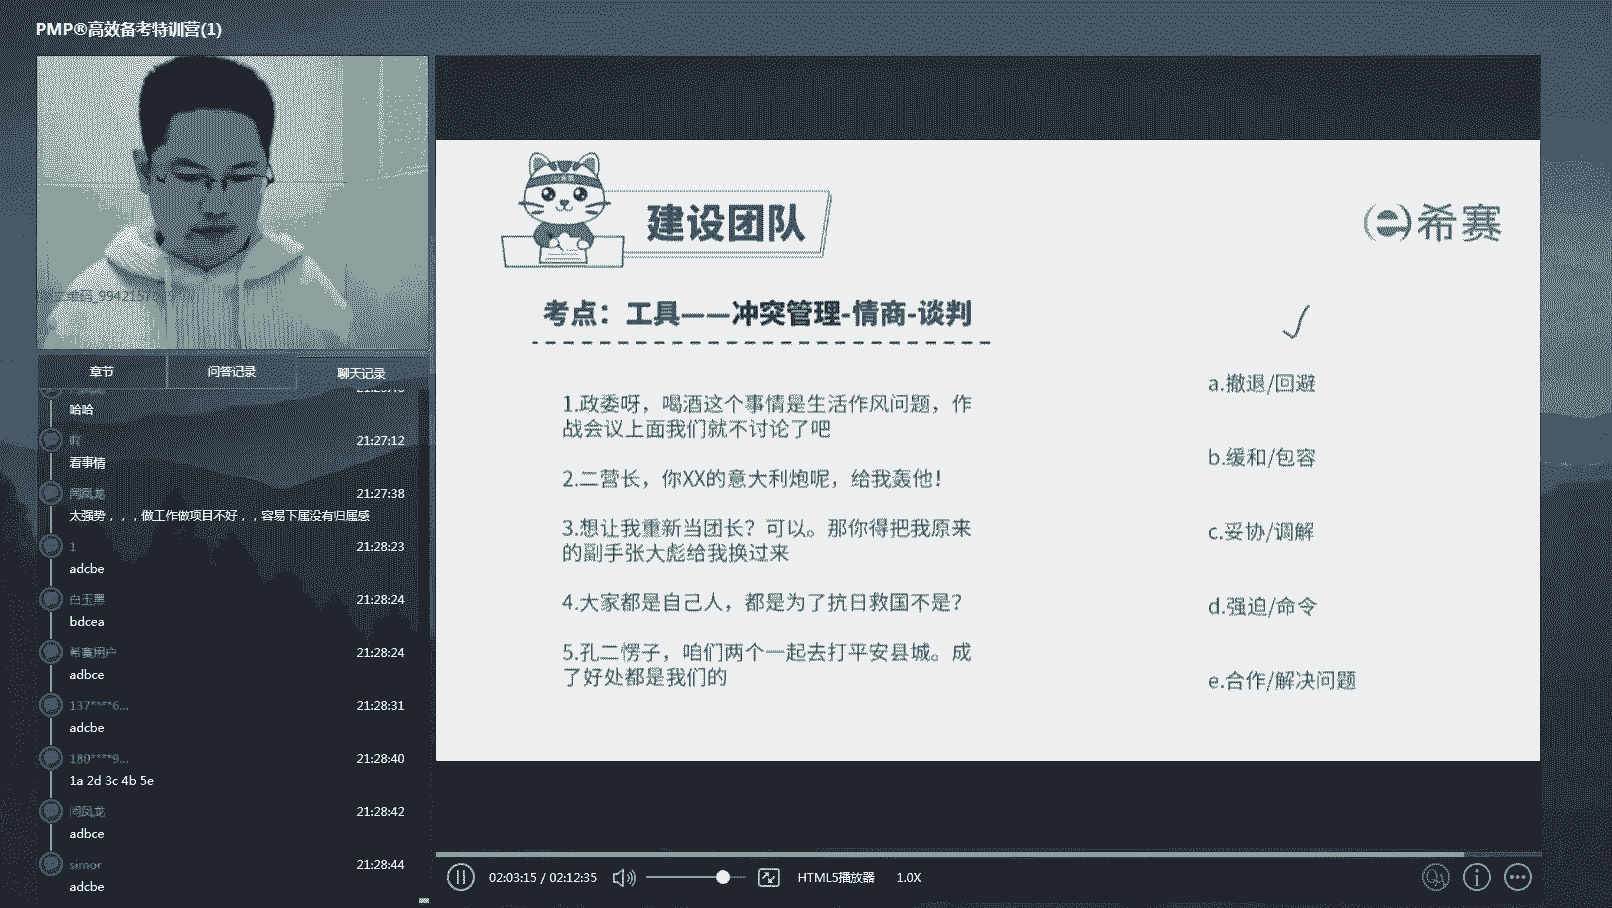 PMP®高效备考特训营(1)
章节
问答记录
聊天记录
哈哈
21:27:12
看事情
闫凤龙
21:27:38
太强势，，，做工作做项目不好，，容易下属没有归属感
1
21:28:23
adcbe
白玉黑
21:28:24
bdcea
希赛用户
21:28:24
adbce
137****6...
21:28:31
adcbe
180****9...
21:28:40
1a 2d 3c 4b 5e
闫凤龙
21:28:42
adbce
simor
21:28:44
adcbe
建设团队
希赛
考点：工具——冲突管理-情商-谈判
1.政委呀，喝酒这个事情是生活作风问题，作
战会议上面我们就不讨论了吧
2.二营长，你XX的意大利炮呢，给我轰他！
3.想让我重新当团长？可以。那你得把我原来
的副手张大彪给我换过来
4.大家都是自己人，都是为了抗日救国不是？
5.孔二愣子，咱们两个一起去打平安县城。成
了好处都是我们的
a.撤退/回避
b.缓和/包容
c.妥协/调解
d.强迫/命令
e.合作/解决问题
02:03:15 / 02:12:35
HTML5播放器
1.0X